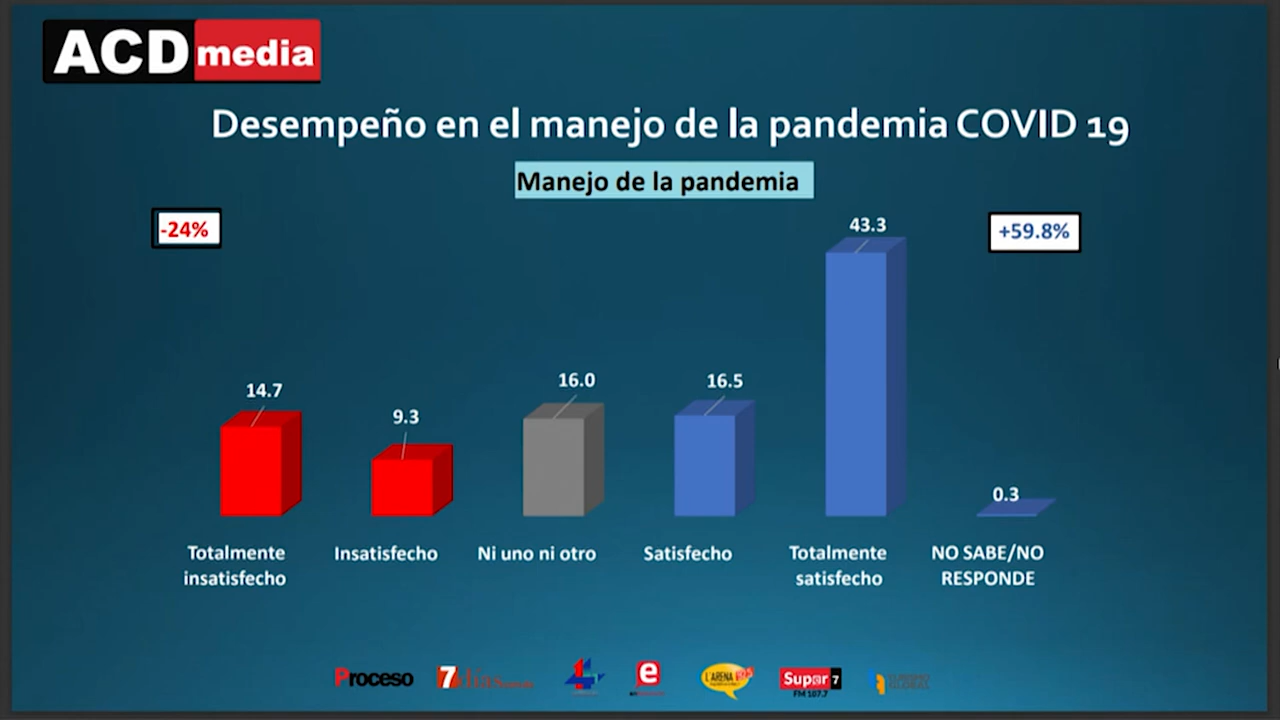 ACD media
Desempeño en el manejo de la pandemia COVID 19
Manejo de la pandemia
-24%
+59.8%
43.3
14.7
9.3
16.0
16.5
0.3
Totalmente insatisfecho
Insatisfecho
Ni uno ni otro
Satisfecho
Totalmente satisfecho
NO SABE/NO RESPONDE
Proceso
7días
e
L'ARENA
Super 7
FM 107.7